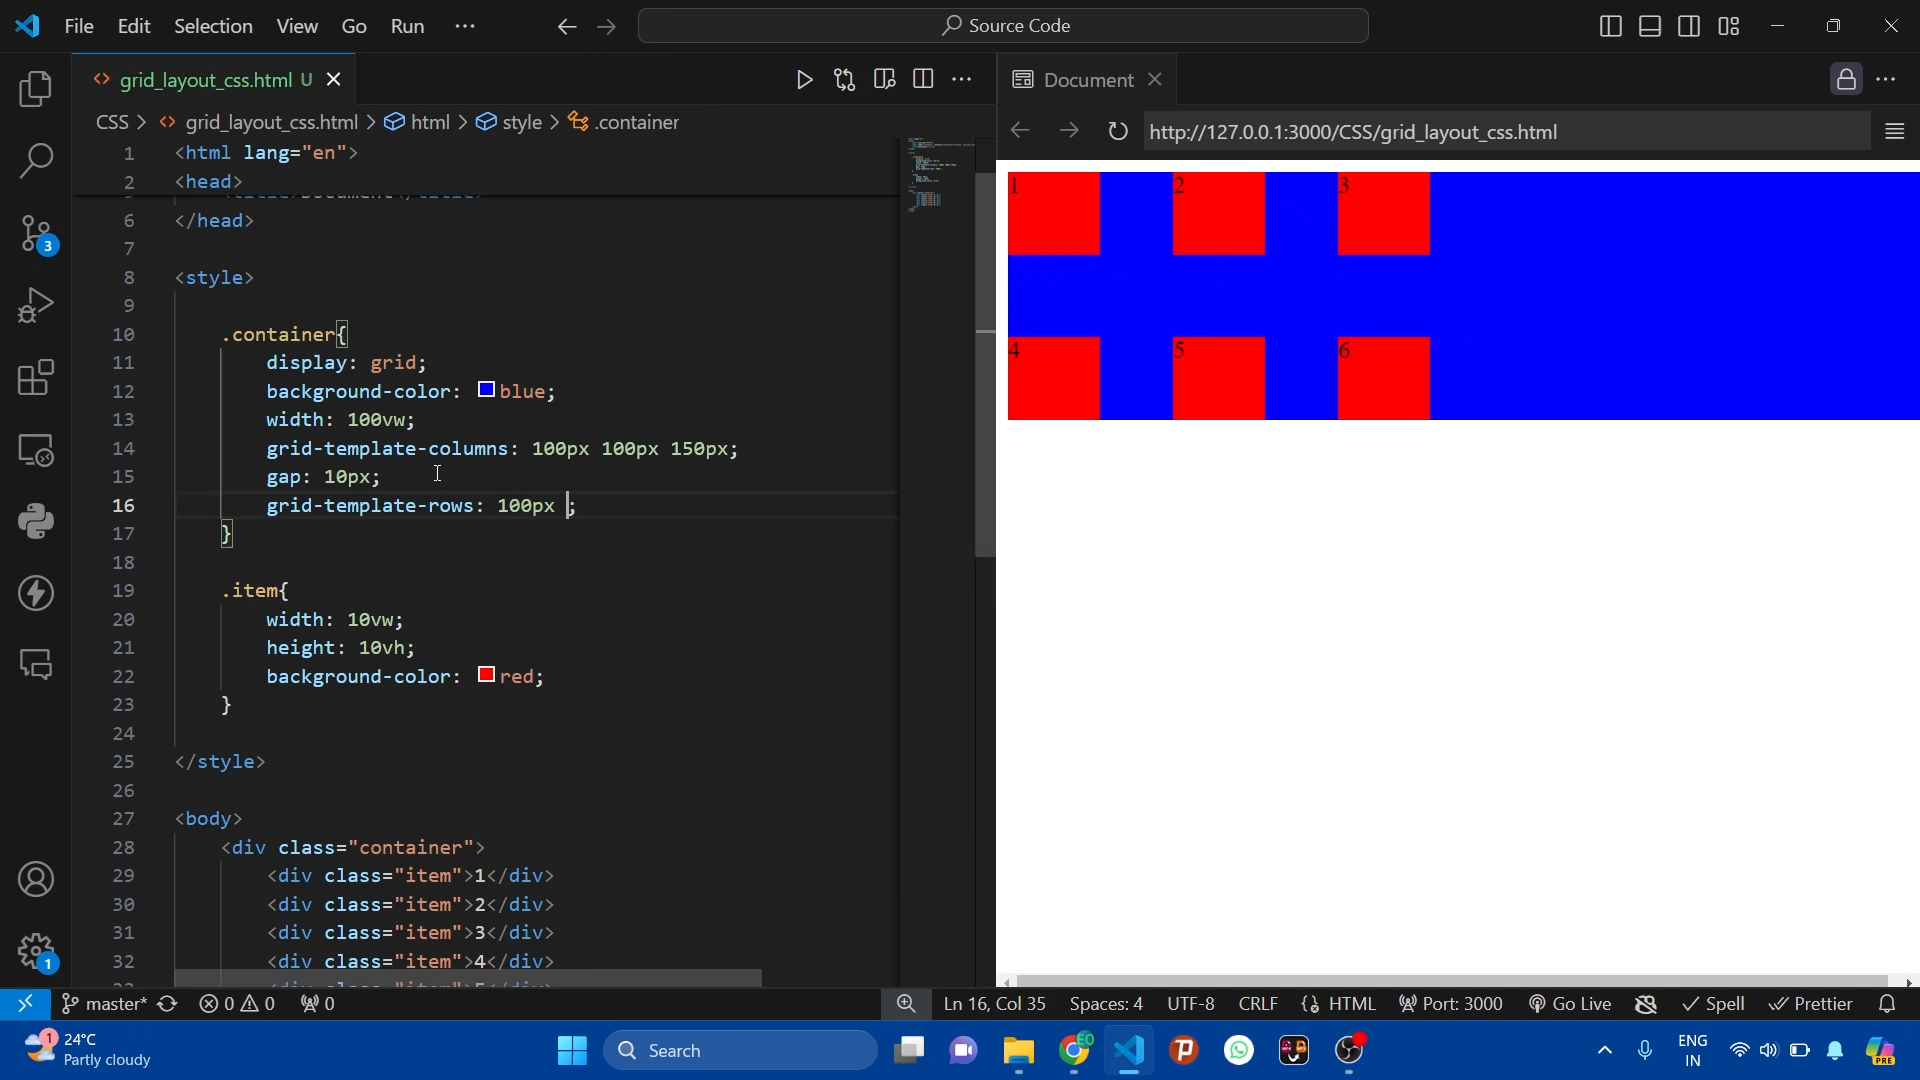 File Edit Selection View Go Run ··· Source Code
grid_layout_css.html U
CSS > grid_layout_css.html > html > style > .container
1 <html lang="en">
2 <head>
6 </head>
7
8 <style>
9
10 .container{
11 display: grid;
12 background-color: blue;
13 width: 100vw;
14 grid-template-columns: 100px 100px 150px;
15 gap: 10px;
16 grid-template-rows: 100px ;
17 }
18
19 .item{
20 width: 10vw;
21 height: 10vh;
22 background-color: red;
23 }
24
25 </style>
26
27 <body>
28 <div class="container">
29 <div class="item">1</div>
30 <div class="item">2</div>
31 <div class="item">3</div>
32 <div class="item">4</div>
Document
http://127.0.0.1:3000/CSS/grid_layout_css.html
1 2 3
4 5 6
3
1
master* 0 0 0 Ln 16, Col 35 Spaces: 4 UTF-8 CRLF HTML Port: 3000 Go Live Spell Prettier
1 24°C
Partly cloudy
Search
EO
ENG
IN
PRE